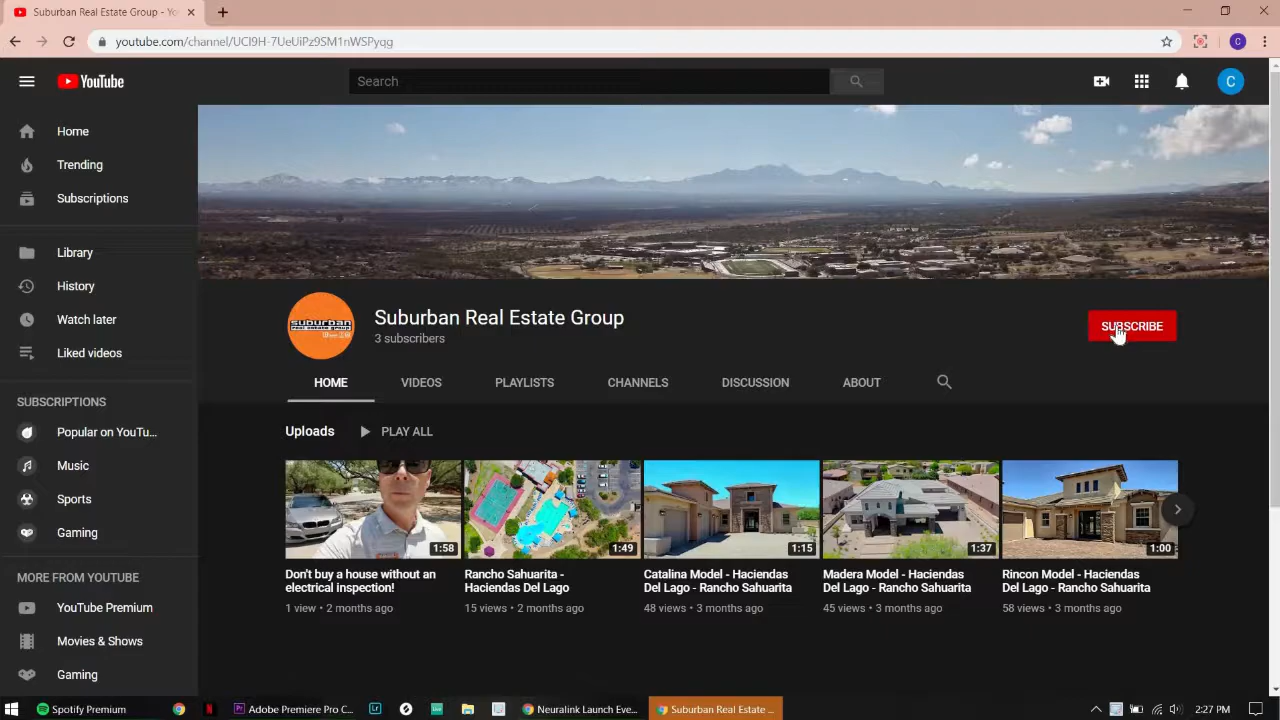 Suburban Real Estate Group - Yo
youtube.com/channel/UCI9H-7UeUiPz9SM1nWSPyqg
YouTube
Search
C
Home
Trending
Subscriptions
Library
History
Watch later
Liked videos
SUBSCRIPTIONS
Popular on YouTu...
Music
Sports
Gaming
MORE FROM YOUTUBE
YouTube Premium
Movies & Shows
Gaming
suburban
real estate group
Suburban Real Estate Group
3 subscribers
SUBSCRIBE
HOME VIDEOS PLAYLISTS CHANNELS DISCUSSION ABOUT
Uploads PLAY ALL
1:58
Don't buy a house without an
electrical inspection!
1 view • 2 months ago
1:49
Rancho Sahuarita -
Haciendas Del Lago
15 views • 2 months ago
1:15
Catalina Model - Haciendas
Del Lago - Rancho Sahuarita
48 views • 3 months ago
1:37
Madera Model - Haciendas
Del Lago - Rancho Sahuarita
45 views • 3 months ago
1:00
Rincon Model - Haciendas
Del Lago - Rancho Sahuarita
58 views • 3 months ago
Spotify Premium
Adobe Premiere Pro C...
Neuralink Launch Eve...
Suburban Real Estate ...
2:27 PM